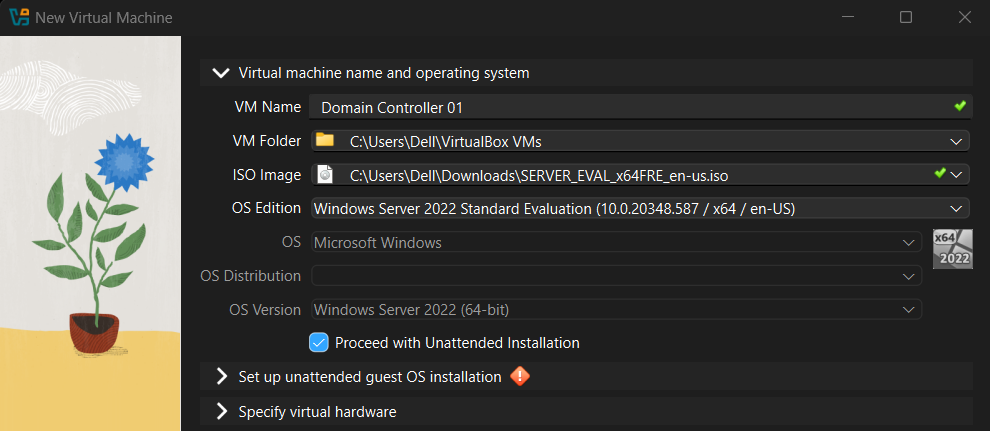 New Virtual Machine
Virtual machine name and operating system
VM Name Domain Controller 01
VM Folder C:\Users\Dell\VirtualBox VMs
ISO Image C:\Users\Dell\Downloads\SERVER_EVAL_x64FRE_en-us.iso
OS Edition Windows Server 2022 Standard Evaluation (10.0.20348.587 / x64 / en-US)
OS Microsoft Windows
x64
2022
OS Distribution
OS Version Windows Server 2022 (64-bit)
Proceed with Unattended Installation
Set up unattended guest OS installation
Specify virtual hardware